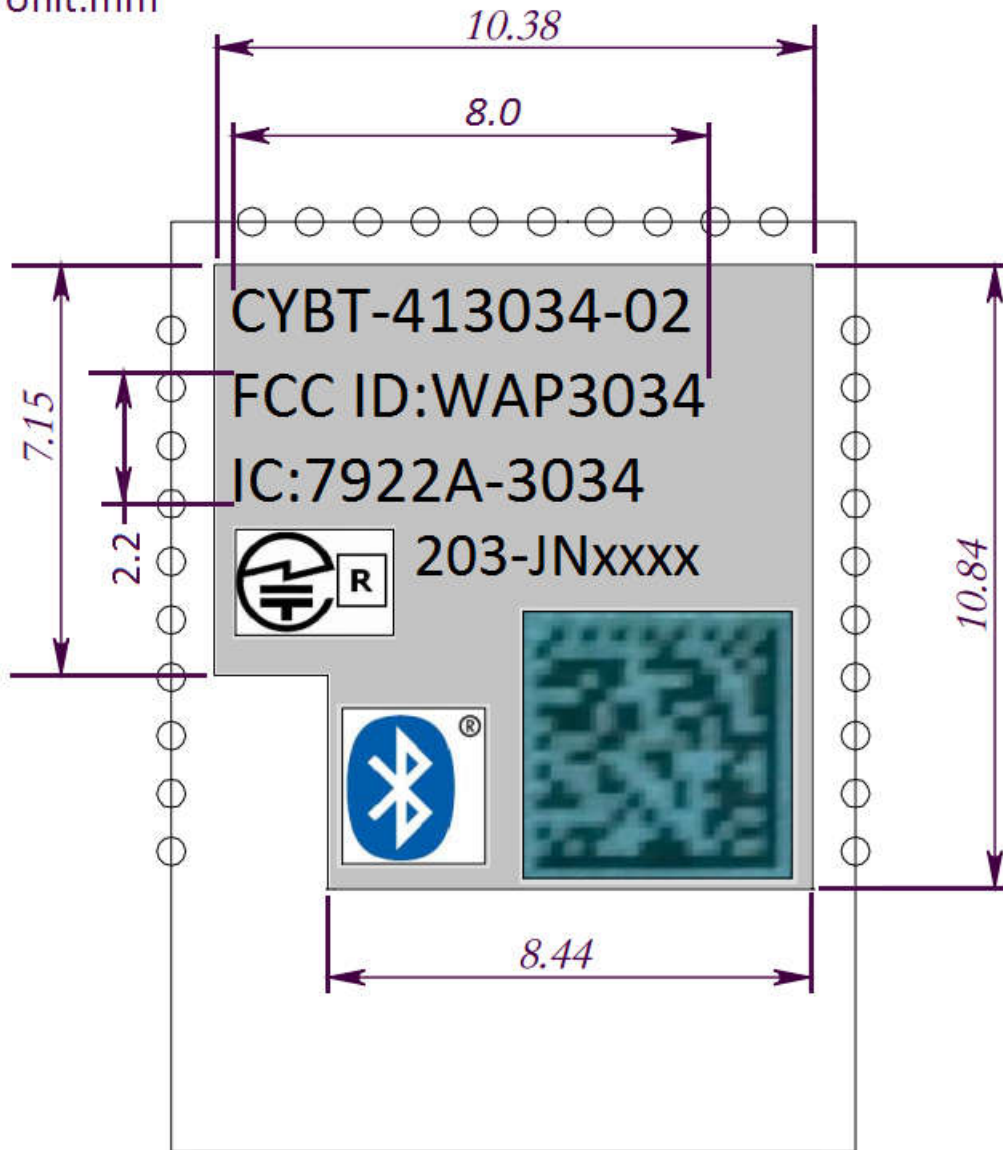 Unit:mm
10.38
8.0
CYBT-413034-02
FCC ID:WAP3034
IC:7922A-3034
R 203-JNxxxx
®
7.15
2.2
10.84
8.44